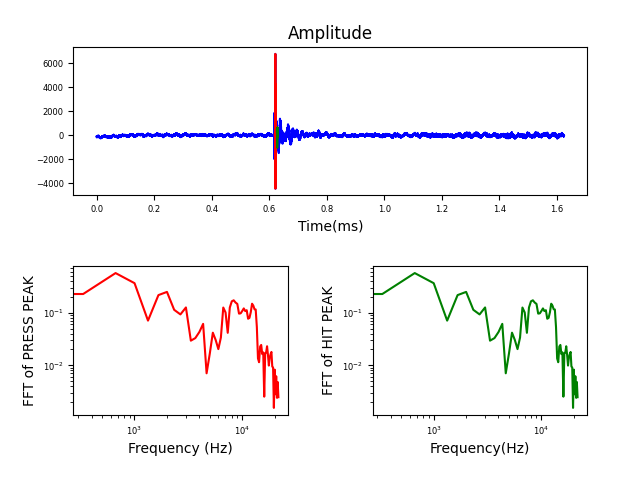 Amplitude
6000
4000
2000
0
−2000
−4000
0.0 0.2 0.4 0.6 0.8 1.0 1.2 1.4 1.6
Time(ms)
FFT of PRESS PEAK
10⁻¹
10⁻²
10³ 10⁴
Frequency (Hz)
FFT of HIT PEAK
10⁻¹
10⁻²
10³ 10⁴
Frequency(Hz)